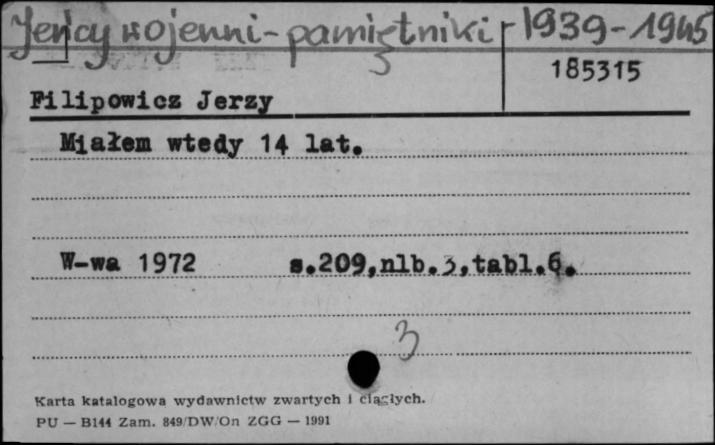 Jeńcy wojenni - pamiętniki 1939-1945
185315
Filipowicz Jerzy
Miałem wtedy 14 lat.
W-wa 1972 s.209,nlb.3,tabl.6.
3
Karta katalogowa wydawnictw zwartych i ciągłych.
PU — B144 Zam. 849/DW/On ZGG — 1991